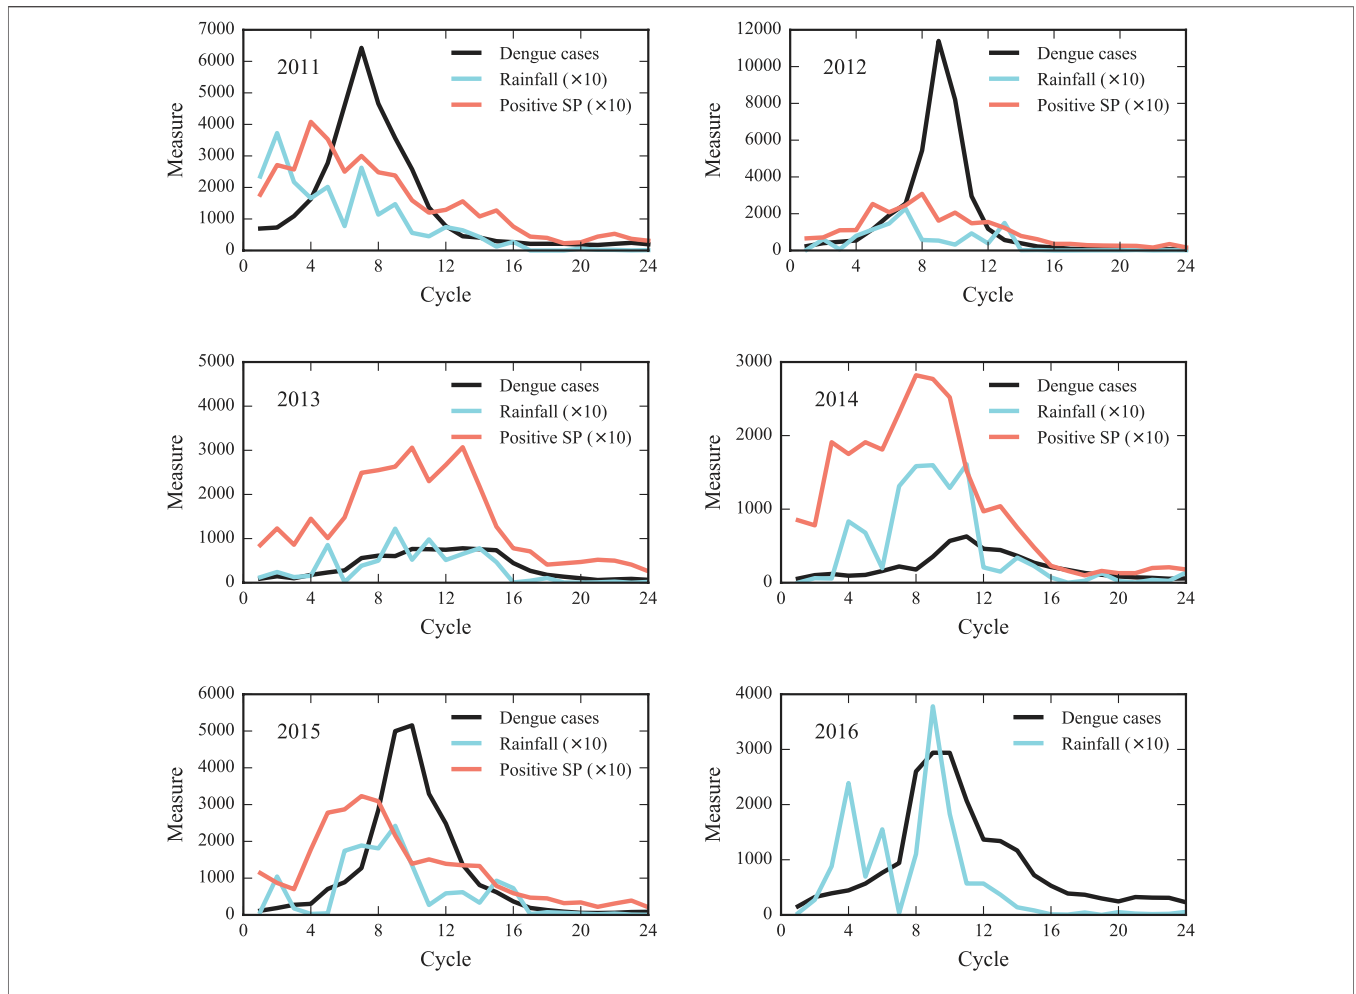 2011
Dengue cases
Rainfall (×10)
Positive SP (×10)
7000
6000
5000
4000
3000
2000
1000
0
Measure
0 4 8 12 16 20 24
Cycle
2012
Dengue cases
Rainfall (×10)
Positive SP (×10)
12000
10000
8000
6000
4000
2000
0
Measure
0 4 8 12 16 20 24
Cycle
2013
Dengue cases
Rainfall (×10)
Positive SP (×10)
5000
4000
3000
2000
1000
0
Measure
0 4 8 12 16 20 24
Cycle
2014
Dengue cases
Rainfall (×10)
Positive SP (×10)
3000
2000
1000
0
Measure
0 4 8 12 16 20 24
Cycle
2015
Dengue cases
Rainfall (×10)
Positive SP (×10)
6000
5000
4000
3000
2000
1000
0
Measure
0 4 8 12 16 20 24
Cycle
2016
Dengue cases
Rainfall (×10)
4000
3000
2000
1000
0
Measure
0 4 8 12 16 20 24
Cycle